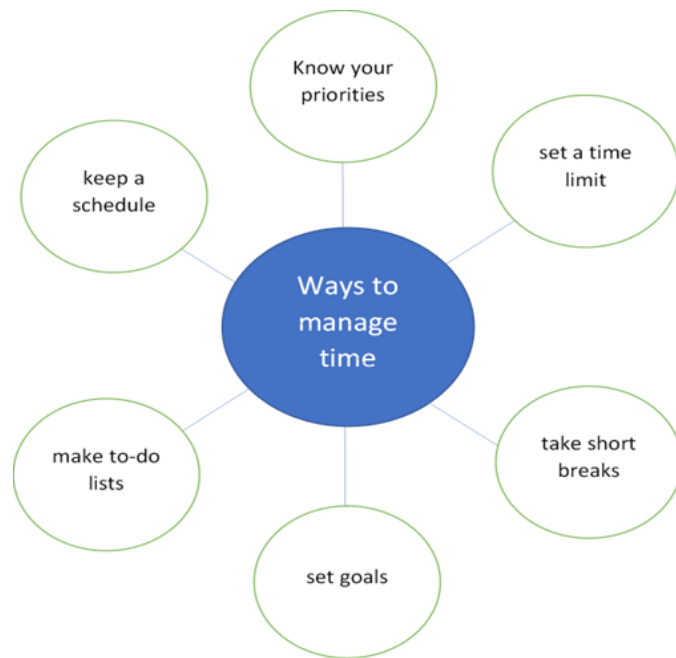 Know your
priorities
set a time
limit
keep a
schedule
Ways to
manage
time
take short
breaks
make to-do
lists
set goals